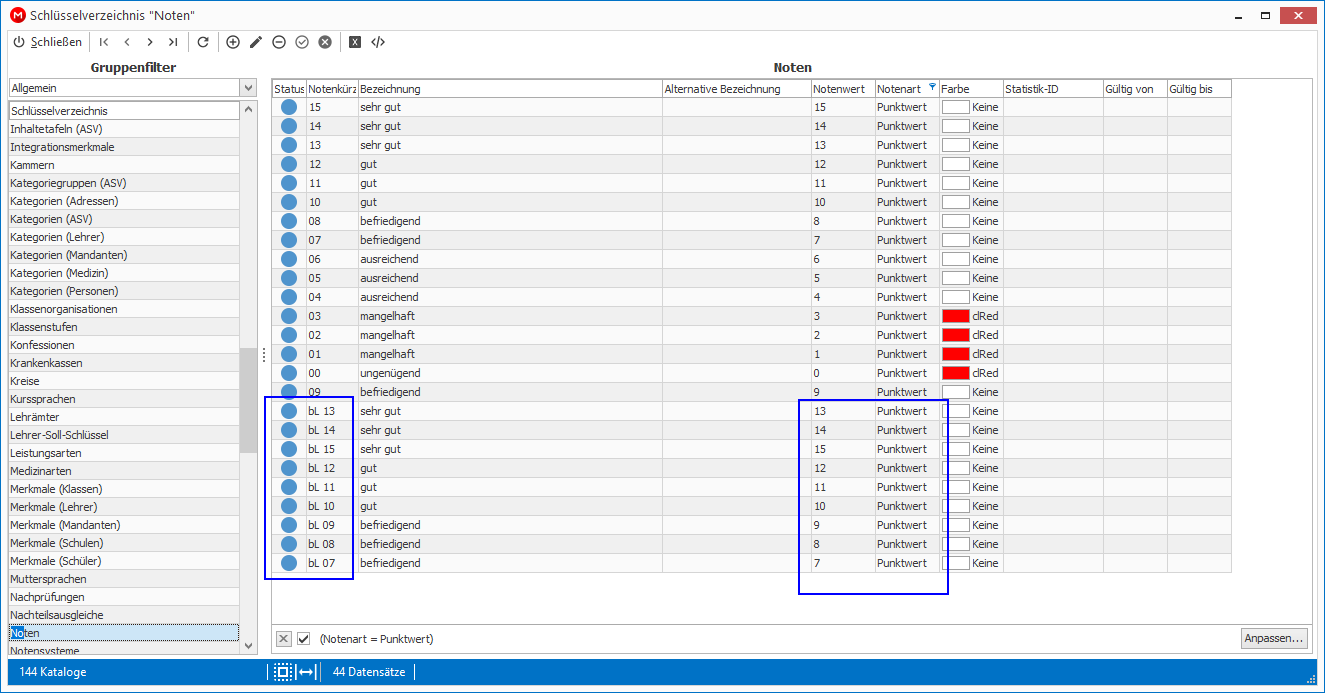 M Schlüsselverzeichnis "Noten"
Schließen
Gruppenfilter
Noten
Allgemein
Schlüsselverzeichnis
Inhaltetafeln (ASV)
Integrationsmerkmale
Kammern
Kategoriegruppen (ASV)
Kategorien (Adressen)
Kategorien (ASV)
Kategorien (Lehrer)
Kategorien (Mandanten)
Kategorien (Medizin)
Kategorien (Personen)
Klassenorganisationen
Klassenstufen
Konfessionen
Krankenkassen
Kreise
Kurssprachen
Lehrämter
Lehrer-Soll-Schlüssel
Leistungsarten
Medizinarten
Merkmale (Klassen)
Merkmale (Lehrer)
Merkmale (Mandanten)
Merkmale (Schulen)
Merkmale (Schüler)
Muttersprachen
Nachprüfungen
Nachteilsausgleiche
Noten
Notensysteme
Status Notenkürz Bezeichnung Alternative Bezeichnung Notenwert Notenart Farbe Statistik-ID Gültig von Gültig bis
15 sehr gut 15 Punktwert Keine
14 sehr gut 14 Punktwert Keine
13 sehr gut 13 Punktwert Keine
12 gut 12 Punktwert Keine
11 gut 11 Punktwert Keine
10 gut 10 Punktwert Keine
08 befriedigend 8 Punktwert Keine
07 befriedigend 7 Punktwert Keine
06 ausreichend 6 Punktwert Keine
05 ausreichend 5 Punktwert Keine
04 ausreichend 4 Punktwert Keine
03 mangelhaft 3 Punktwert clRed
02 mangelhaft 2 Punktwert clRed
01 mangelhaft 1 Punktwert clRed
00 ungenügend 0 Punktwert clRed
09 befriedigend 9 Punktwert Keine
bL 13 sehr gut 13 Punktwert Keine
bL 14 sehr gut 14 Punktwert Keine
bL 15 sehr gut 15 Punktwert Keine
bL 12 gut 12 Punktwert Keine
bL 11 gut 11 Punktwert Keine
bL 10 gut 10 Punktwert Keine
bL 09 befriedigend 9 Punktwert Keine
bL 08 befriedigend 8 Punktwert Keine
bL 07 befriedigend 7 Punktwert Keine
(Notenart = Punktwert)
Anpassen...
144 Kataloge
44 Datensätze